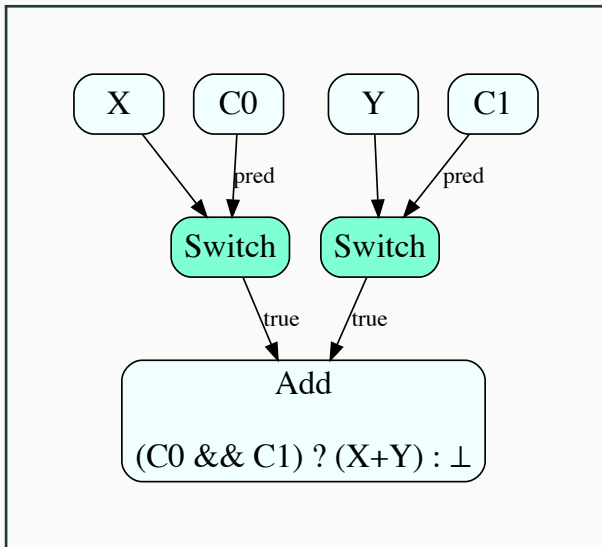 X
C0
Y
C1
pred
pred
Switch
Switch
true
true
Add
(C0 && C1) ? (X+Y) : ⊥